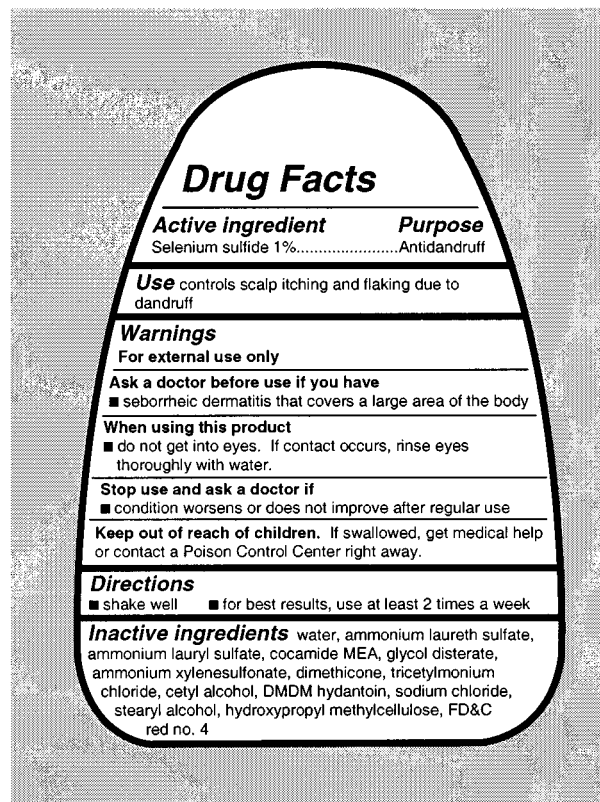 Drug Facts
Active ingredient Purpose
Selenium sulfide 1%.......................Antidandruff
Use controls scalp itching and flaking due to
dandruff
Warnings
For external use only
Ask a doctor before use if you have
■ seborrheic dermatitis that covers a large area of the body
When using this product
■ do not get into eyes. If contact occurs, rinse eyes
thoroughly with water.
Stop use and ask a doctor if
■ condition worsens or does not improve after regular use
Keep out of reach of children. If swallowed, get medical help
or contact a Poison Control Center right away.
Directions
■ shake well ■ for best results, use at least 2 times a week
Inactive ingredients water, ammonium laureth sulfate,
ammonium lauryl sulfate, cocamide MEA, glycol disterate,
ammonium xylenesulfonate, dimethicone, tricetylmonium
chloride, cetyl alcohol, DMDM hydantoin, sodium chloride,
stearyl alcohol, hydroxypropyl methylcellulose, FD&C
red no. 4